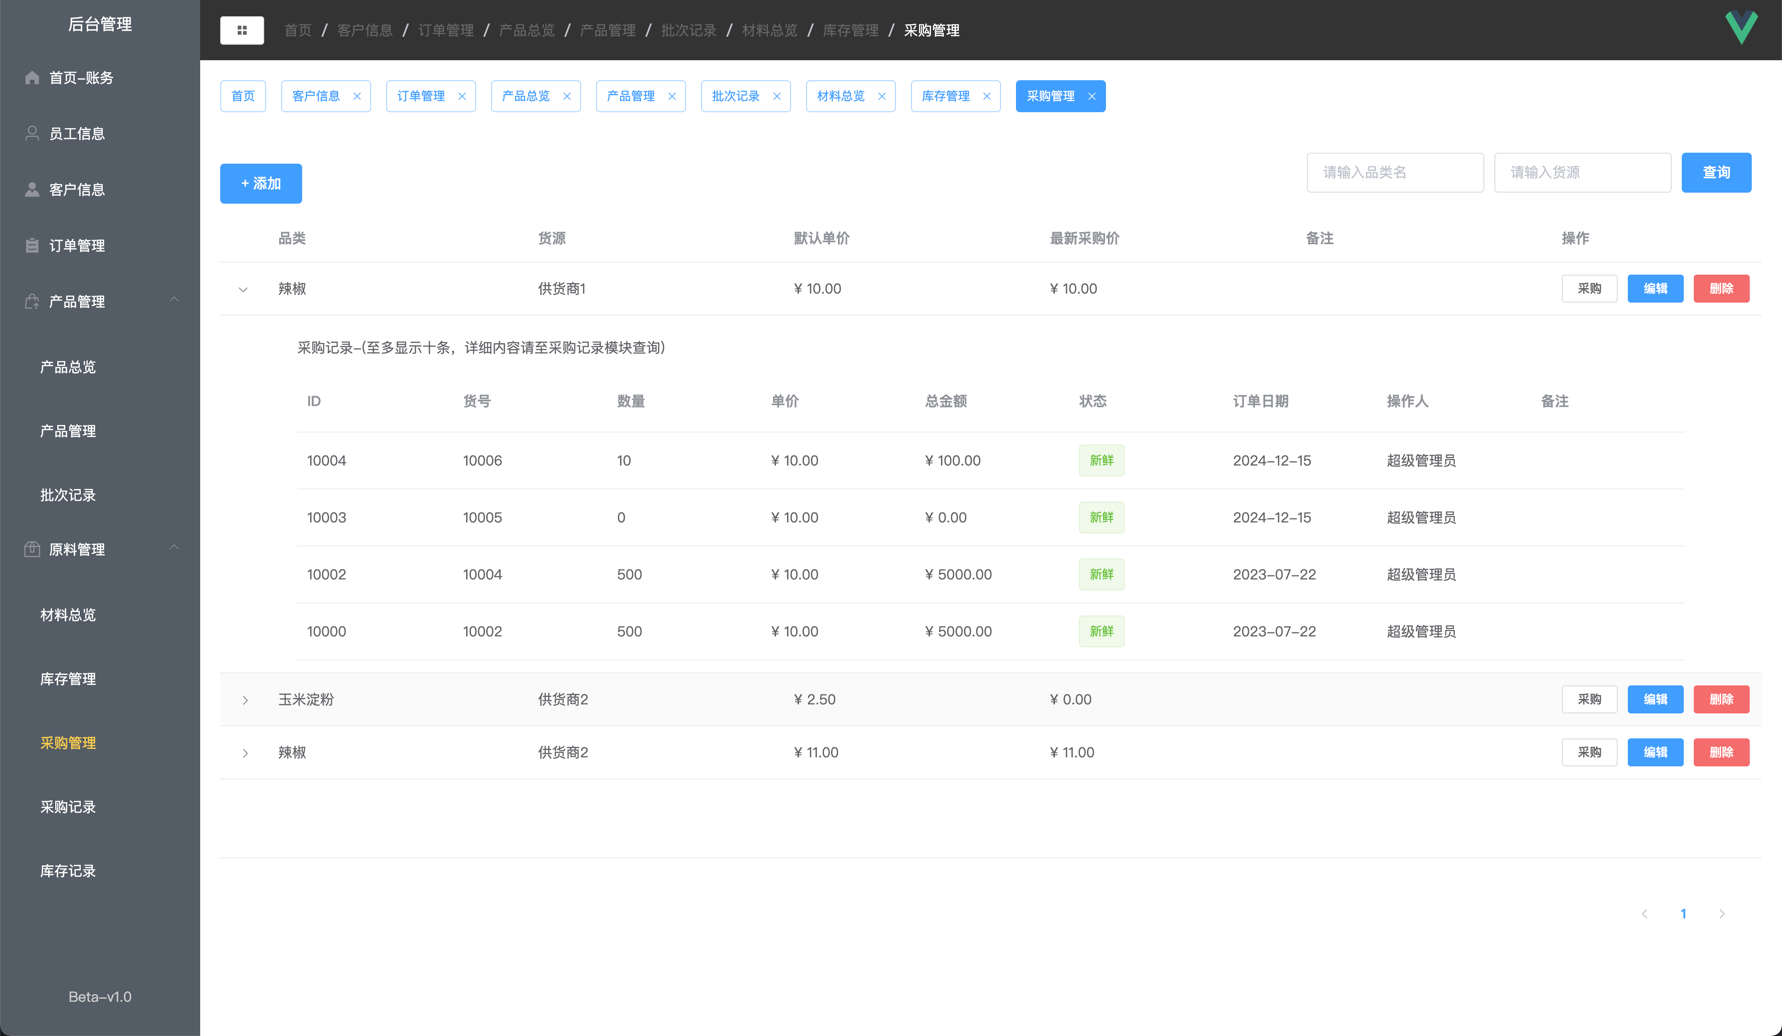 后台管理
首页-账务
员工信息
客户信息
订单管理
产品管理
产品总览
产品管理
批次记录
原料管理
材料总览
库存管理
采购管理
采购记录
库存记录
Beta-v1.0
首页 / 客户信息 / 订单管理 / 产品总览 / 产品管理 / 批次记录 / 材料总览 / 库存管理 / 采购管理
首页 客户信息 订单管理 产品总览 产品管理 批次记录 材料总览 库存管理 采购管理
+ 添加 请输入品类名 请输入货源 查询
品类 货源 默认单价 最新采购价 备注 操作
辣椒 供货商1 ¥ 10.00 ¥ 10.00 采购 编辑 删除
采购记录-(至多显示十条，详细内容请至采购记录模块查询)
ID 货号 数量 单价 总金额 状态 订单日期 操作人 备注
10004 10006 10 ¥ 10.00 ¥ 100.00 新鲜 2024-12-15 超级管理员
10003 10005 0 ¥ 10.00 ¥ 0.00 新鲜 2024-12-15 超级管理员
10002 10004 500 ¥ 10.00 ¥ 5000.00 新鲜 2023-07-22 超级管理员
10000 10002 500 ¥ 10.00 ¥ 5000.00 新鲜 2023-07-22 超级管理员
玉米淀粉 供货商2 ¥ 2.50 ¥ 0.00 采购 编辑 删除
辣椒 供货商2 ¥ 11.00 ¥ 11.00 采购 编辑 删除
1